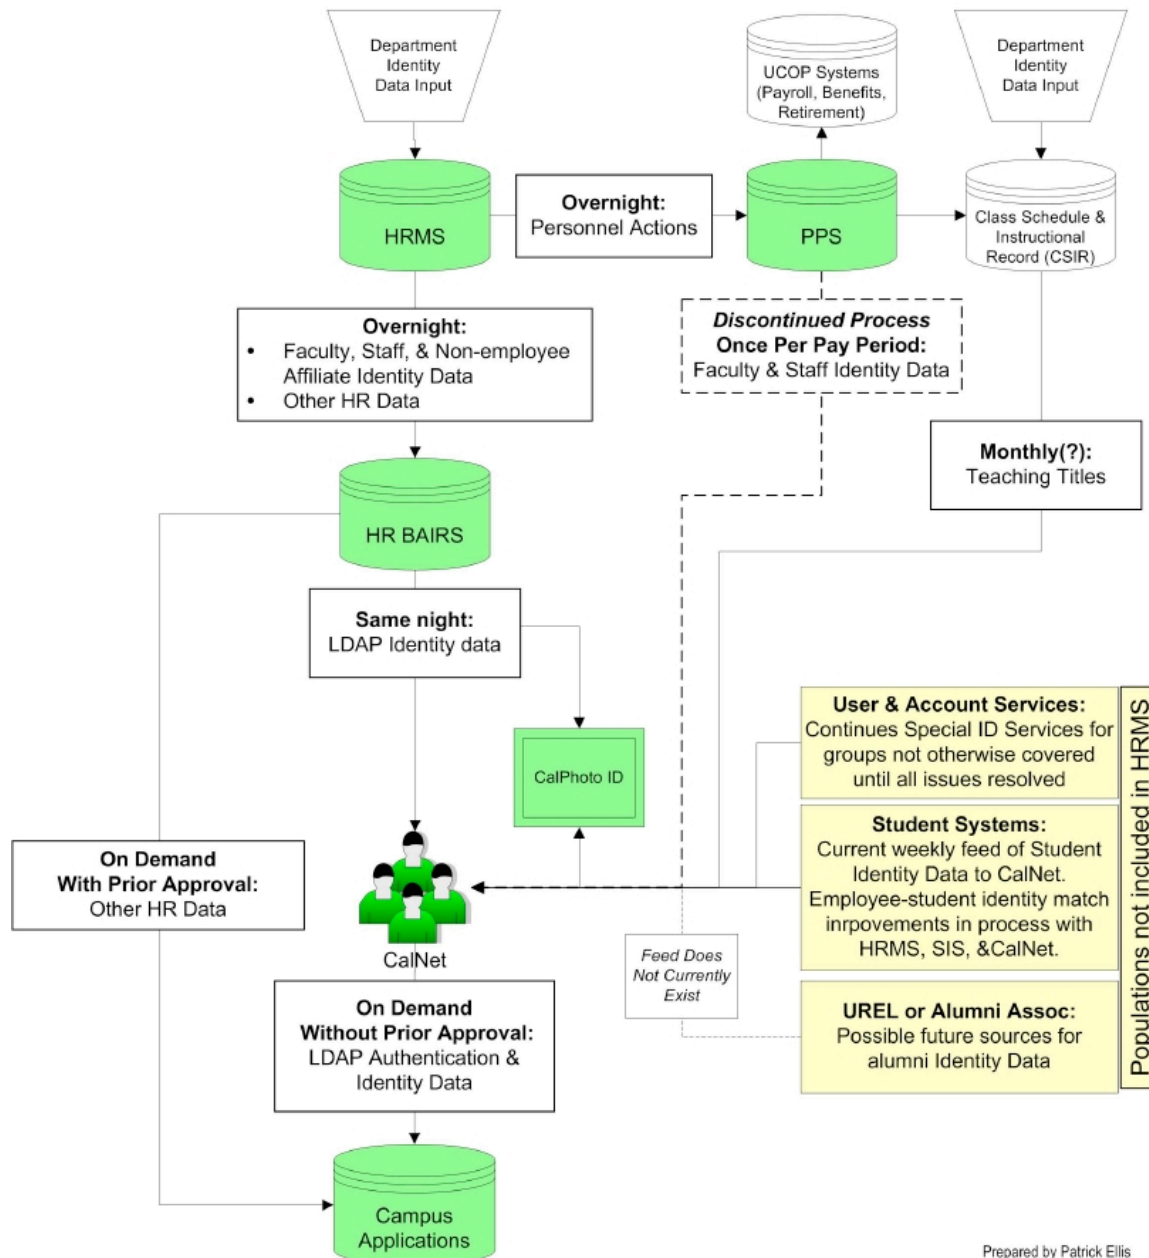 Department
Identity
Data Input
UCOP Systems
(Payroll, Benefits,
Retirement)
Department
Identity
Data Input
HRMS
Overnight:
Personnel Actions
PPS
Class Schedule &
Instructional
Record (CSIR)
Overnight:
• Faculty, Staff, & Non-employee
Affiliate Identity Data
• Other HR Data
Discontinued Process
Once Per Pay Period:
Faculty & Staff Identity Data
Monthly(?):
Teaching Titles
HR BAIRS
Same night:
LDAP Identity data
CalPhoto ID
User & Account Services:
Continues Special ID Services for
groups not otherwise covered
until all issues resolved
Student Systems:
Current weekly feed of Student
Identity Data to CalNet.
Employee-student identity match
inrpovements in process with
HRMS, SIS, &CalNet.
UREL or Alumni Assoc:
Possible future sources for
alumni Identity Data
Populations not included in HRMS
On Demand
With Prior Approval:
Other HR Data
CalNet
Feed Does
Not Currently
Exist
On Demand
Without Prior Approval:
LDAP Authentication &
Identity Data
Campus
Applications
Prepared by Patrick Ellis